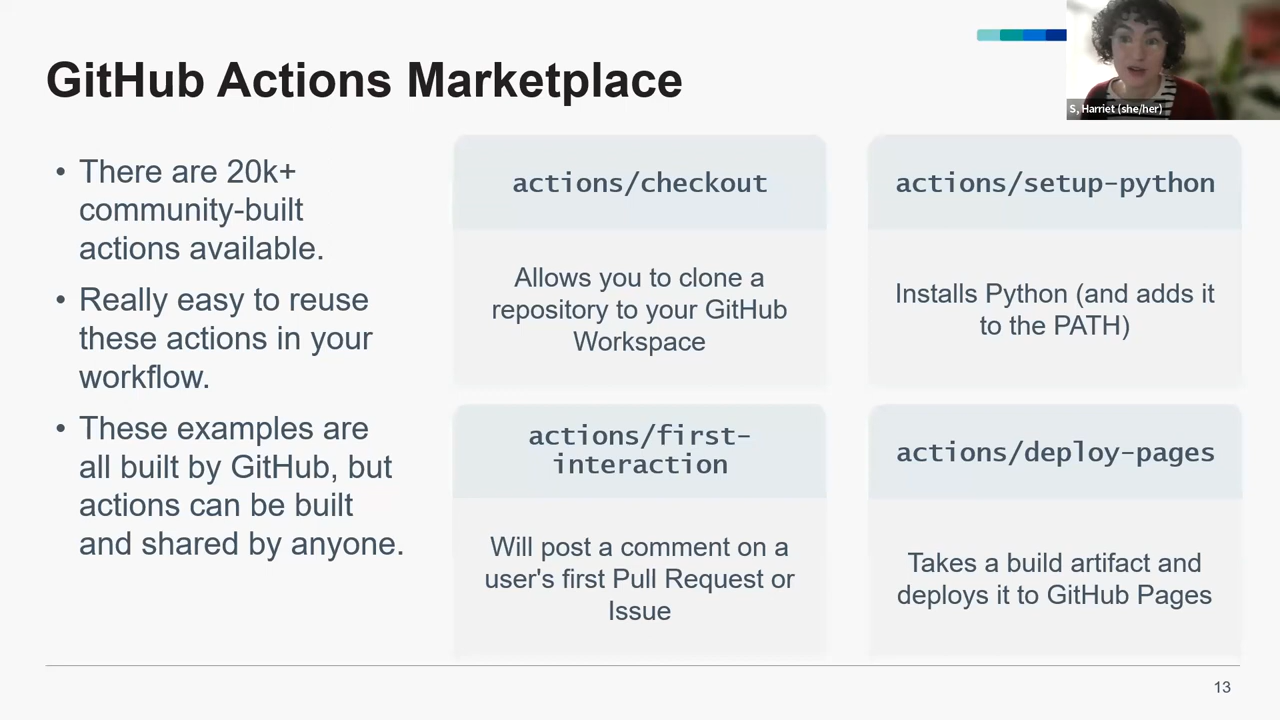 GitHub Actions Marketplace
S, Harriet (she/her)
• There are 20k+
community-built
actions available.
• Really easy to reuse
these actions in your
workflow.
• These examples are
all built by GitHub, but
actions can be built
and shared by anyone.
actions/checkout
Allows you to clone a
repository to your GitHub
Workspace
actions/setup-python
Installs Python (and adds it
to the PATH)
actions/first-
interaction
Will post a comment on a
user's first Pull Request or
Issue
actions/deploy-pages
Takes a build artifact and
deploys it to GitHub Pages
13